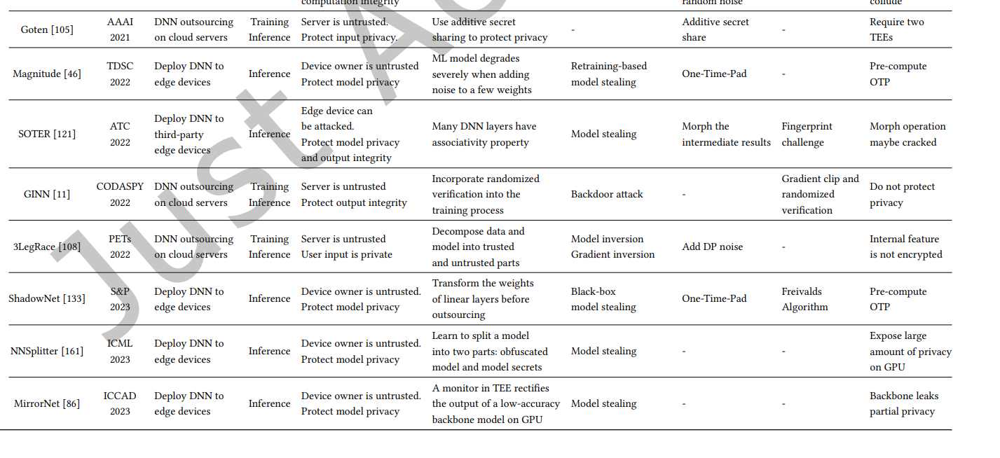 computation integrity random noise collude
Goten [105] AAAI 2021 DNN outsourcing on cloud servers Training Inference Server is untrusted. Protect input privacy. Use additive secret sharing to protect privacy - Additive secret share - Require two TEEs
Magnitude [46] TDSC 2022 Deploy DNN to edge devices Inference Device owner is untrusted Protect model privacy ML model degrades severely when adding noise to a few weights Retraining-based model stealing One-Time-Pad - Pre-compute OTP
SOTER [121] ATC 2022 Deploy DNN to third-party edge devices Inference Edge device can be attacked. Protect model privacy and output integrity Many DNN layers have associativity property Model stealing Morph the intermediate results Fingerprint challenge Morph operation maybe cracked
GINN [11] CODASPY 2022 DNN outsourcing on cloud servers Training Inference Server is untrusted Protect output integrity Incorporate randomized verification into the training process Backdoor attack - Gradient clip and randomized verification Do not protect privacy
3LegRace [108] PETs 2022 DNN outsourcing on cloud servers Training Inference Server is untrusted User input is private Decompose data and model into trusted and untrusted parts Model inversion Gradient inversion Add DP noise - Internal feature is not encrypted
ShadowNet [133] S&P 2023 Deploy DNN to edge devices Inference Device owner is untrusted. Protect model privacy Transform the weights of linear layers before outsourcing Black-box model stealing One-Time-Pad Freivalds Algorithm Pre-compute OTP
NNSplitter [161] ICML 2023 Deploy DNN to edge devices Inference Device owner is untrusted. Protect model privacy Learn to split a model into two parts: obfuscated model and model secrets Model stealing - - Expose large amount of privacy on GPU
MirrorNet [86] ICCAD 2023 Deploy DNN to edge devices Inference Device owner is untrusted. Protect model privacy A monitor in TEE rectifies the output of a low-accuracy backbone model on GPU Model stealing - - Backbone leaks partial privacy
Just A